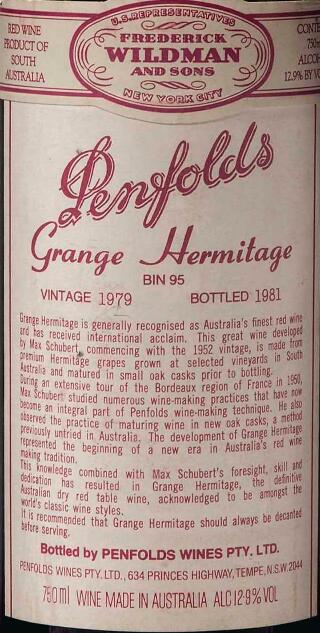 U.S. REPRESENTATIVES
FREDERICK
WILDMAN
AND SONS
NEW YORK CITY
RED WINE
PRODUCT OF
SOUTH
AUSTRALIA
CONTE
750m
ALCOH
12.9% BY VO
Penfolds
Grange Hermitage
BIN 95
VINTAGE 1979 BOTTLED 1981
Grange Hermitage is generally recognised as Australia's finest red wine
and has received international acclaim. This great wine developed
by Max Schubert, commencing with the 1952 vintage, is made from
premium Hermitage grapes grown at selected vineyards in South
Australia and matured in small oak casks prior to bottling.
During an extensive tour of the Bordeaux region of France in 1950,
Max Schubert studied numerous wine-making practices that have now
become an integral part of Penfolds wine-making technique. He also
observed the practice of maturing wine in new oak casks, a method
previously untried in Australia. The development of Grange Hermitage
represented the beginning of a new era in Australia's red wine
making tradition.
This knowledge combined with Max Schubert's foresight, skill and
dedication has resulted in Grange Hermitage, the definitive
Australian dry red table wine, acknowledged to be amongst the
world's classic wine styles.
It is recommended that Grange Hermitage should always be decanted
before serving.
Bottled by PENFOLDS WINES PTY. LTD.
PENFOLDS WINES PTY. LTD., 634 PRINCES HIGHWAY, TEMPE, N.S.W. 2044
750ml WINE MADE IN AUSTRALIA ALC 12·9% VOL